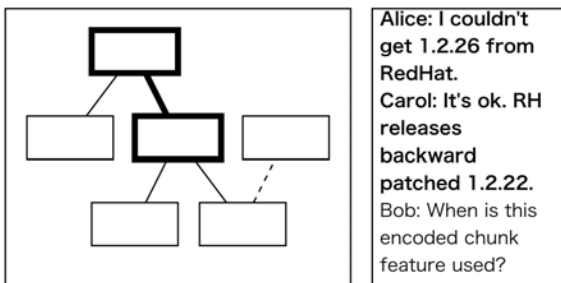 Alice: I couldn't
get 1.2.26 from
RedHat.
Carol: It's ok. RH
releases
backward
patched 1.2.22.
Bob: When is this
encoded chunk
feature used?